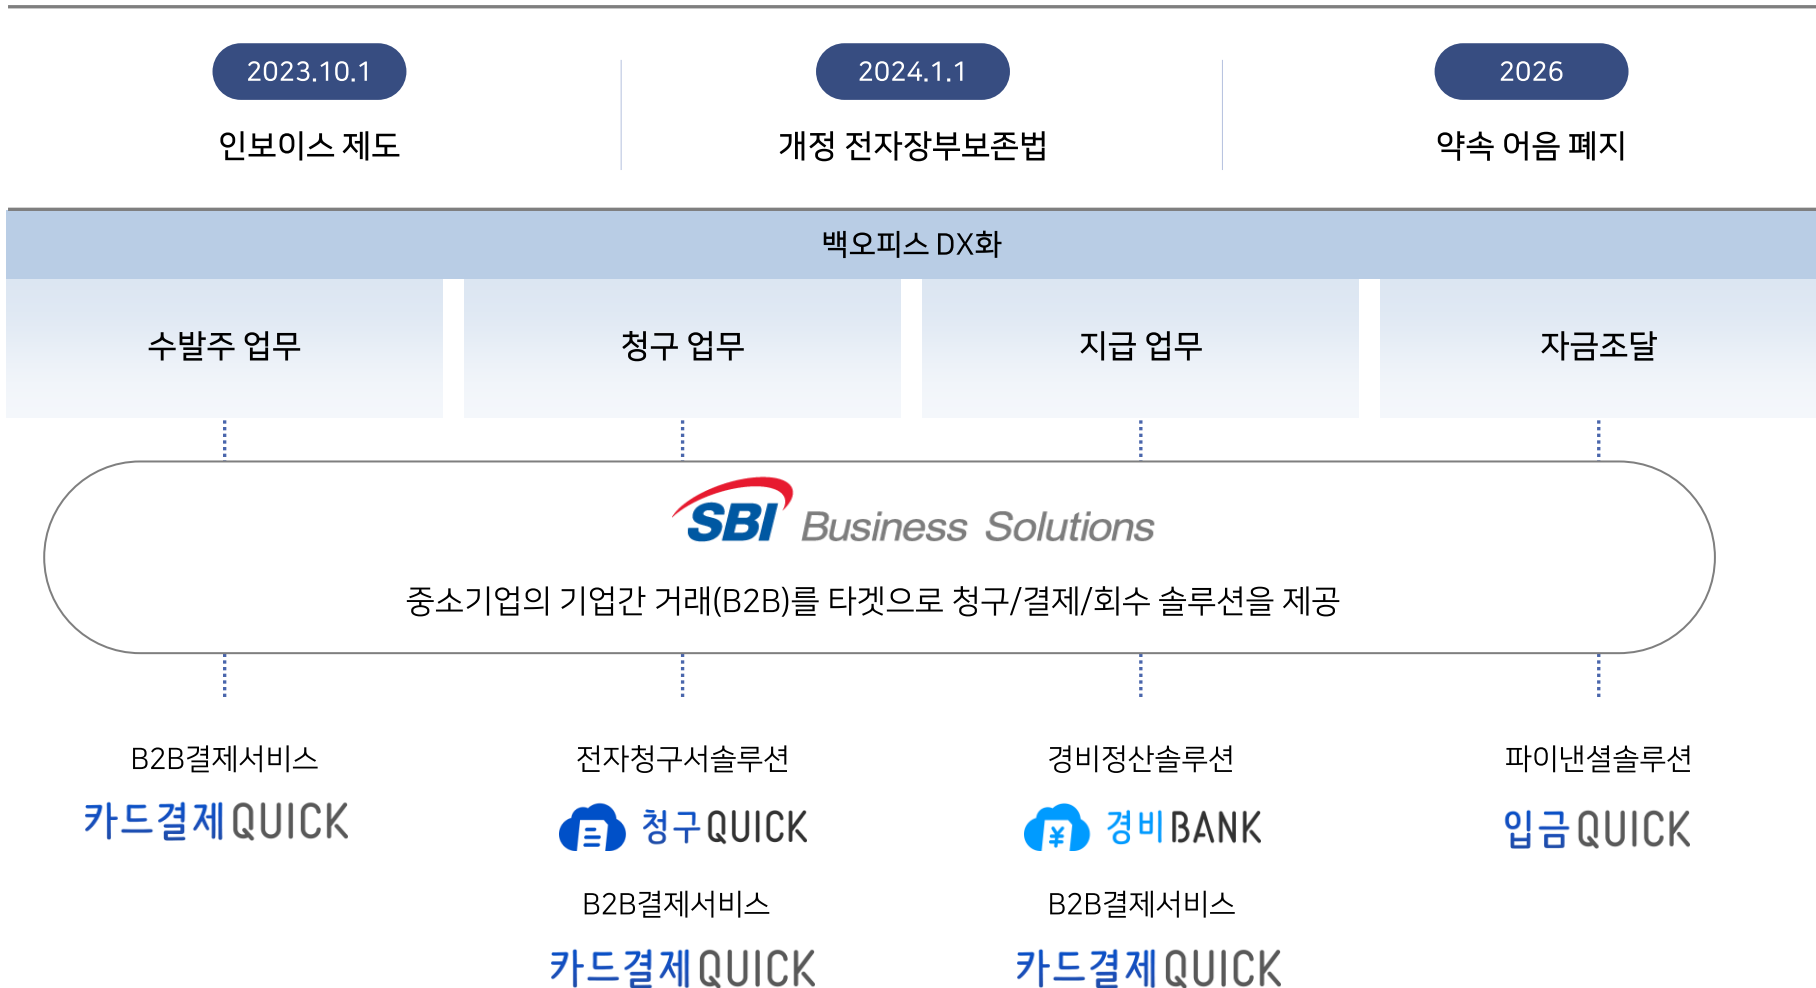 2023.10.1
2024.1.1
2026
인보이스 제도
개정 전자장부보존법
약속 어음 폐지
백오피스 DX화
수발주 업무
청구 업무
지급 업무
자금조달
SBI Business Solutions
중소기업의 기업간 거래(B2B)를 타겟으로 청구/결제/회수 솔루션을 제공
B2B결제서비스
전자청구서솔루션
경비정산솔루션
파이낸셜솔루션
카드결제QUICK
청구QUICK
경비BANK
입금QUICK
B2B결제서비스
B2B결제서비스
카드결제QUICK
카드결제QUICK